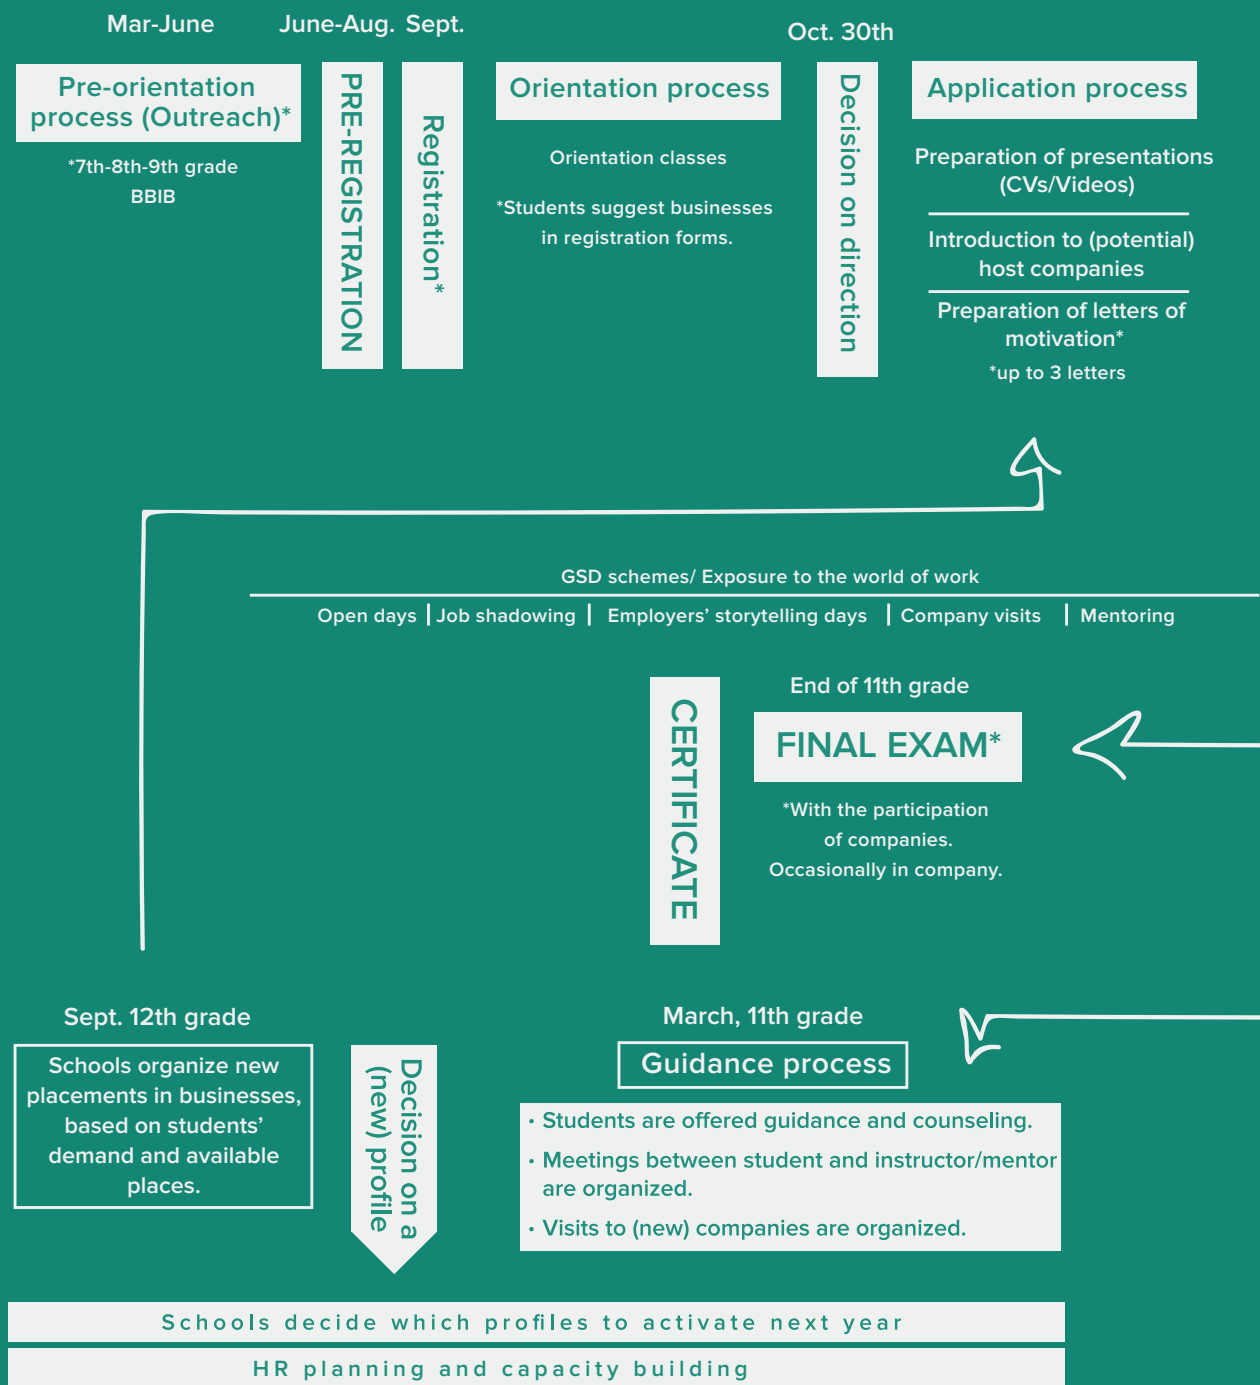 Mar-June
June-Aug.
Sept.
Oct. 30th
Pre-orientation
process (Outreach)*
*7th-8th-9th grade
BBIB
PRE-REGISTRATION
Registration*
Orientation process
Orientation classes
*Students suggest businesses
in registration forms.
Decision on direction
Application process
Preparation of presentations
(CVs/Videos)
Introduction to (potential)
host companies
Preparation of letters of
motivation*
*up to 3 letters
GSD schemes/ Exposure to the world of work
Open days | Job shadowing | Employers' storytelling days | Company visits | Mentoring
CERTIFICATE
End of 11th grade
FINAL EXAM*
*With the participation
of companies.
Occasionally in company.
Sept. 12th grade
Schools organize new
placements in businesses,
based on students'
demand and available
places.
Decision on a
(new) profile
March, 11th grade
Guidance process
• Students are offered guidance and counseling.
• Meetings between student and instructor/mentor
are organized.
• Visits to (new) companies are organized.
Schools decide which profiles to activate next year
HR planning and capacity building